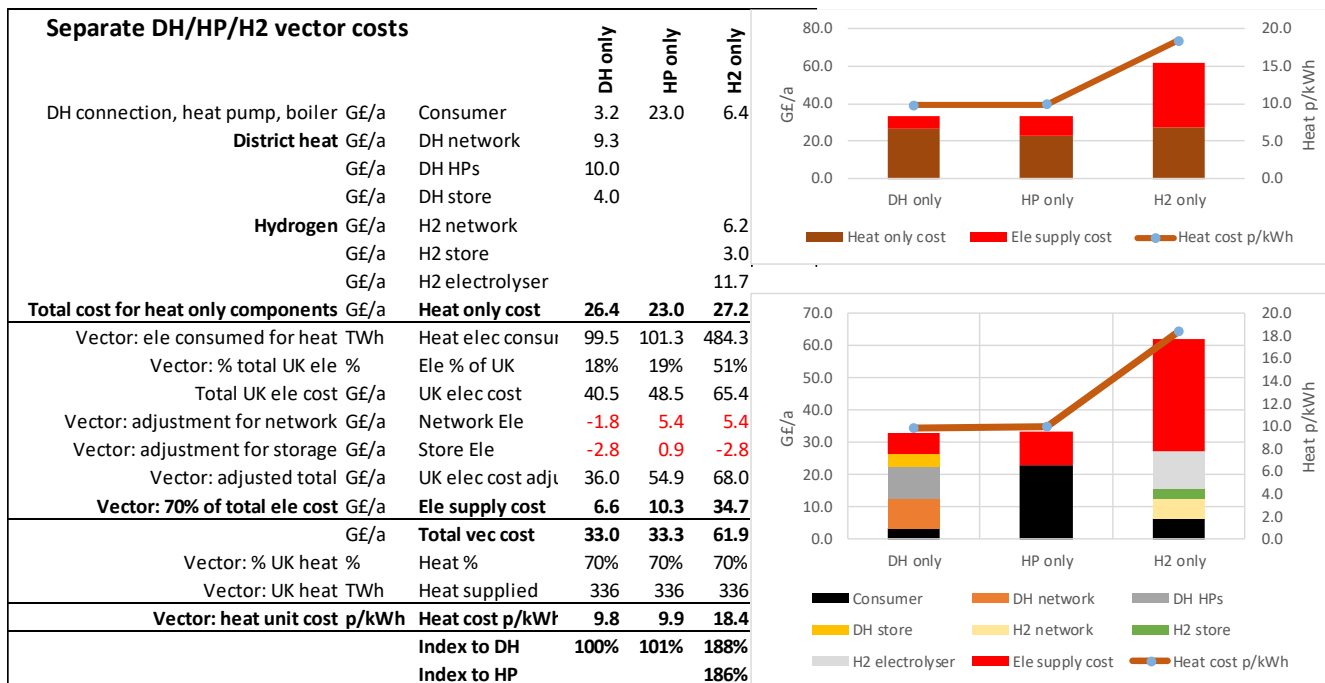 Separate DH/HP/H2 vector costs
DH only HP only H2 only
DH connection, heat pump, boiler G£/a Consumer 3.2 23.0 6.4
District heat G£/a DH network 9.3
G£/a DH HPs 10.0
G£/a DH store 4.0
Hydrogen G£/a H2 network 6.2
G£/a H2 store 3.0
G£/a H2 electrolyser 11.7
Total cost for heat only components G£/a Heat only cost 26.4 23.0 27.2
Vector: ele consumed for heat TWh Heat elec consur 99.5 101.3 484.3
Vector: % total UK ele % Ele % of UK 18% 19% 51%
Total UK ele cost G£/a UK elec cost 40.5 48.5 65.4
Vector: adjustment for network G£/a Network Ele -1.8 5.4 5.4
Vector: adjustment for storage G£/a Store Ele -2.8 0.9 -2.8
Vector: adjusted total G£/a UK elec cost adju 36.0 54.9 68.0
Vector: 70% of total ele cost G£/a Ele supply cost 6.6 10.3 34.7
G£/a Total vec cost 33.0 33.3 61.9
Vector: % UK heat % Heat % 70% 70% 70%
Vector: UK heat TWh Heat supplied 336 336 336
Vector: heat unit cost p/kWh Heat cost p/kWh 9.8 9.9 18.4
Index to DH 100% 101% 188%
Index to HP 186%
80.0 20.0
60.0 15.0
40.0 10.0
20.0 5.0
0.0 0.0
G£/a
Heat p/kWh
DH only HP only H2 only
Heat only cost Ele supply cost Heat cost p/kWh
70.0 20.0
60.0 18.0
50.0 16.0
40.0 14.0
30.0 12.0
20.0 10.0
10.0 8.0
0.0 6.0
4.0
2.0
0.0
G£/a
Heat p/kWh
DH only HP only H2 only
Consumer DH network DH HPs
DH store H2 network H2 store
H2 electrolyser Ele supply cost Heat cost p/kWh